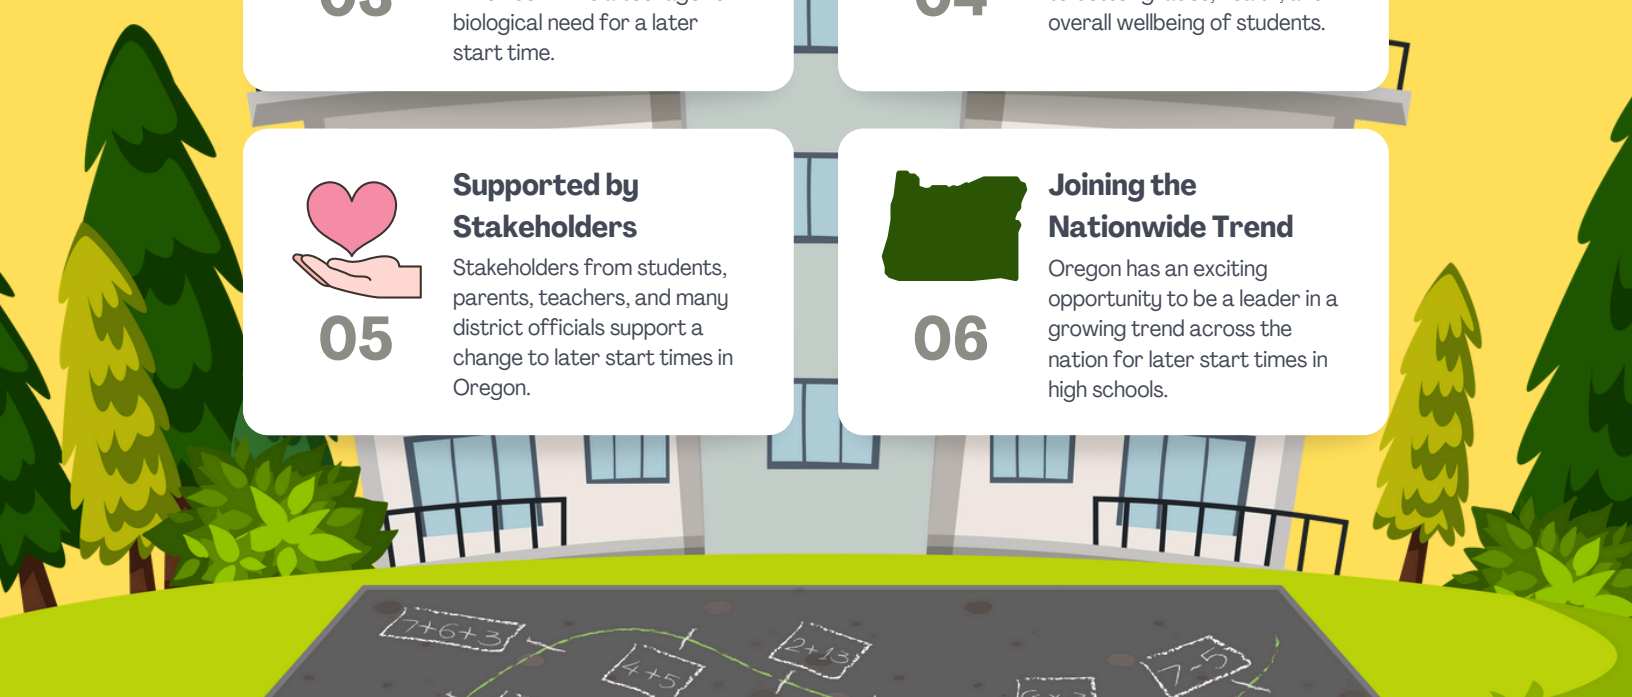 03
biological need for a later
start time.
04
overall wellbeing of students.
Supported by
Stakeholders
Stakeholders from students,
parents, teachers, and many
district officials support a
change to later start times in
Oregon.
05
Joining the
Nationwide Trend
Oregon has an exciting
opportunity to be a leader in a
growing trend across the
nation for later start times in
high schools.
06
7+6+3
4+5
2+13
7-5